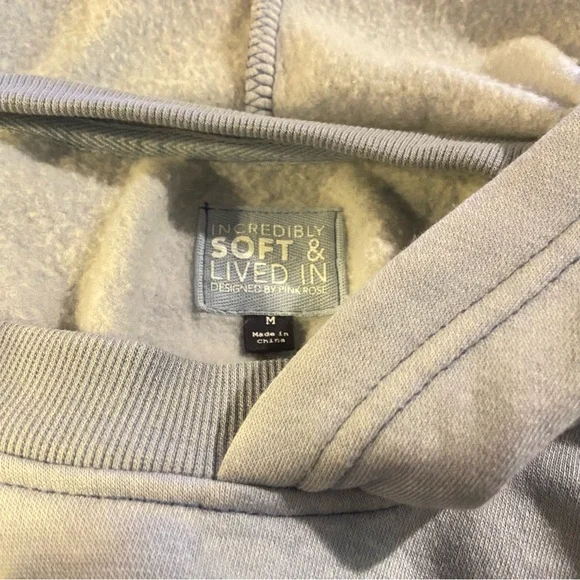 INCREDIBLY
SOFT &
LIVED IN
DESIGNED BY PINK ROSE
M
Made in
China